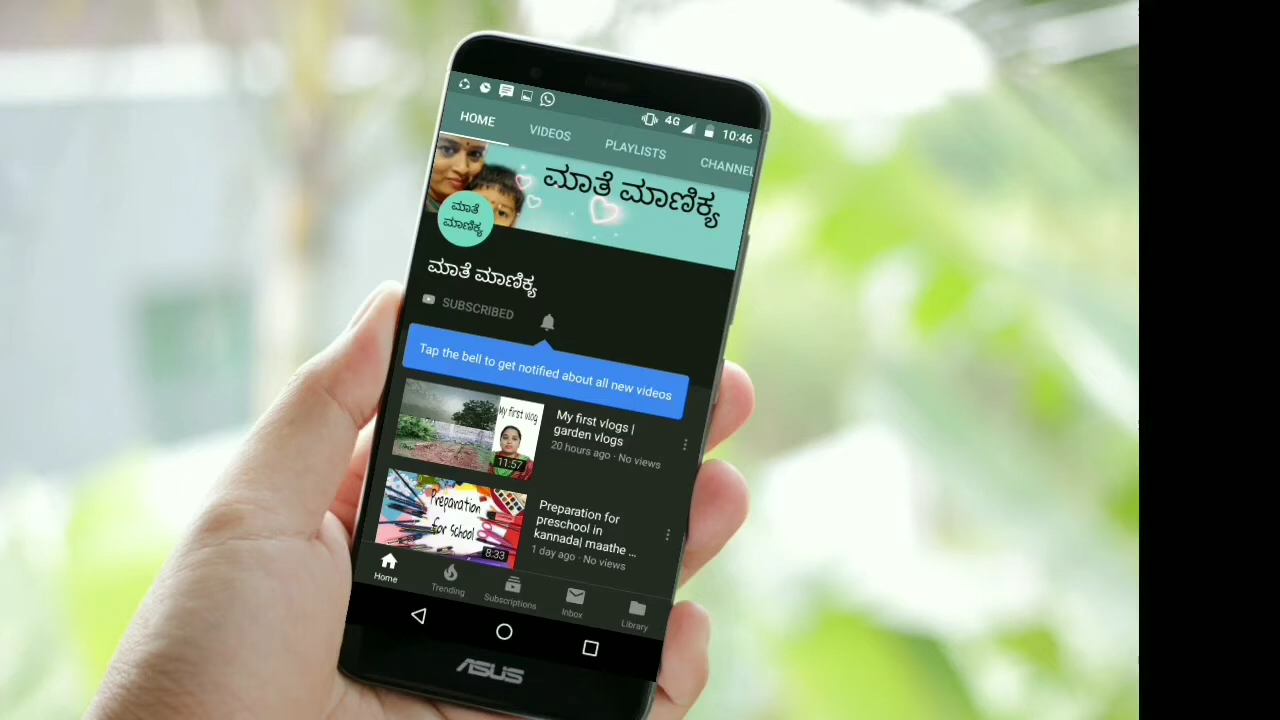 4G 10:46
HOME VIDEOS PLAYLISTS CHANNEL
ಮಾತೆ ಮಾಣಿಕ್ಯ
ಮಾತೆ
ಮಾಣಿಕ್ಯ
ಮಾತೆ ಮಾಣಿಕ್ಯ
SUBSCRIBED
Tap the bell to get notified about all new videos
My first vlog
11:57
My first vlogs |
garden vlogs
20 hours ago · No views
Preparation
for school
8:33
Preparation for
preschool in
kannada| maathe ...
1 day ago · No views
Home Trending Subscriptions Inbox Library
ASUS